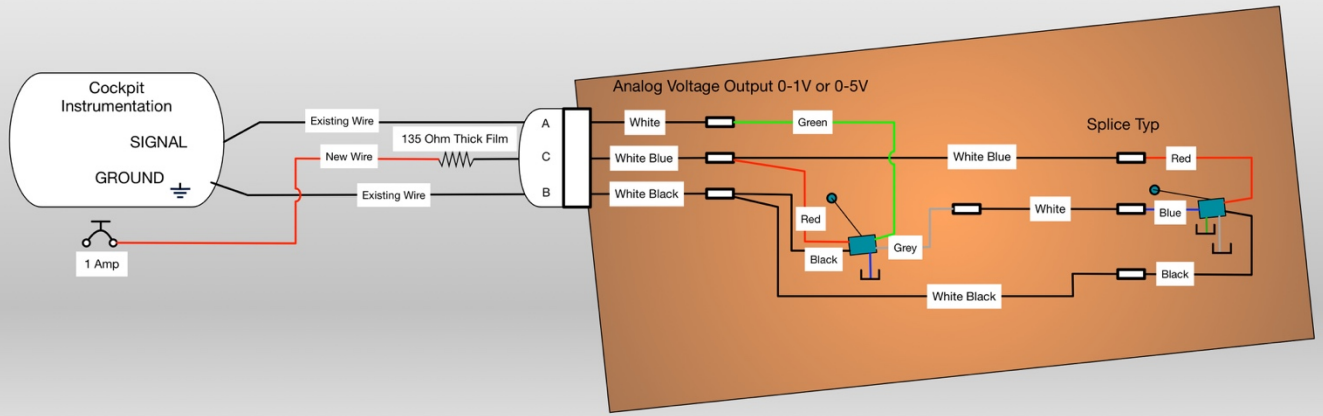 Cockpit
Instrumentation
SIGNAL
GROUND
1 Amp
Existing Wire
New Wire
135 Ohm Thick Film
Existing Wire
A
C
B
Analog Voltage Output 0-1V or 0-5V
White
Green
Splice Typ
White Blue
White Blue
Red
White Black
Red
White
Blue
Black
Grey
Black
White Black